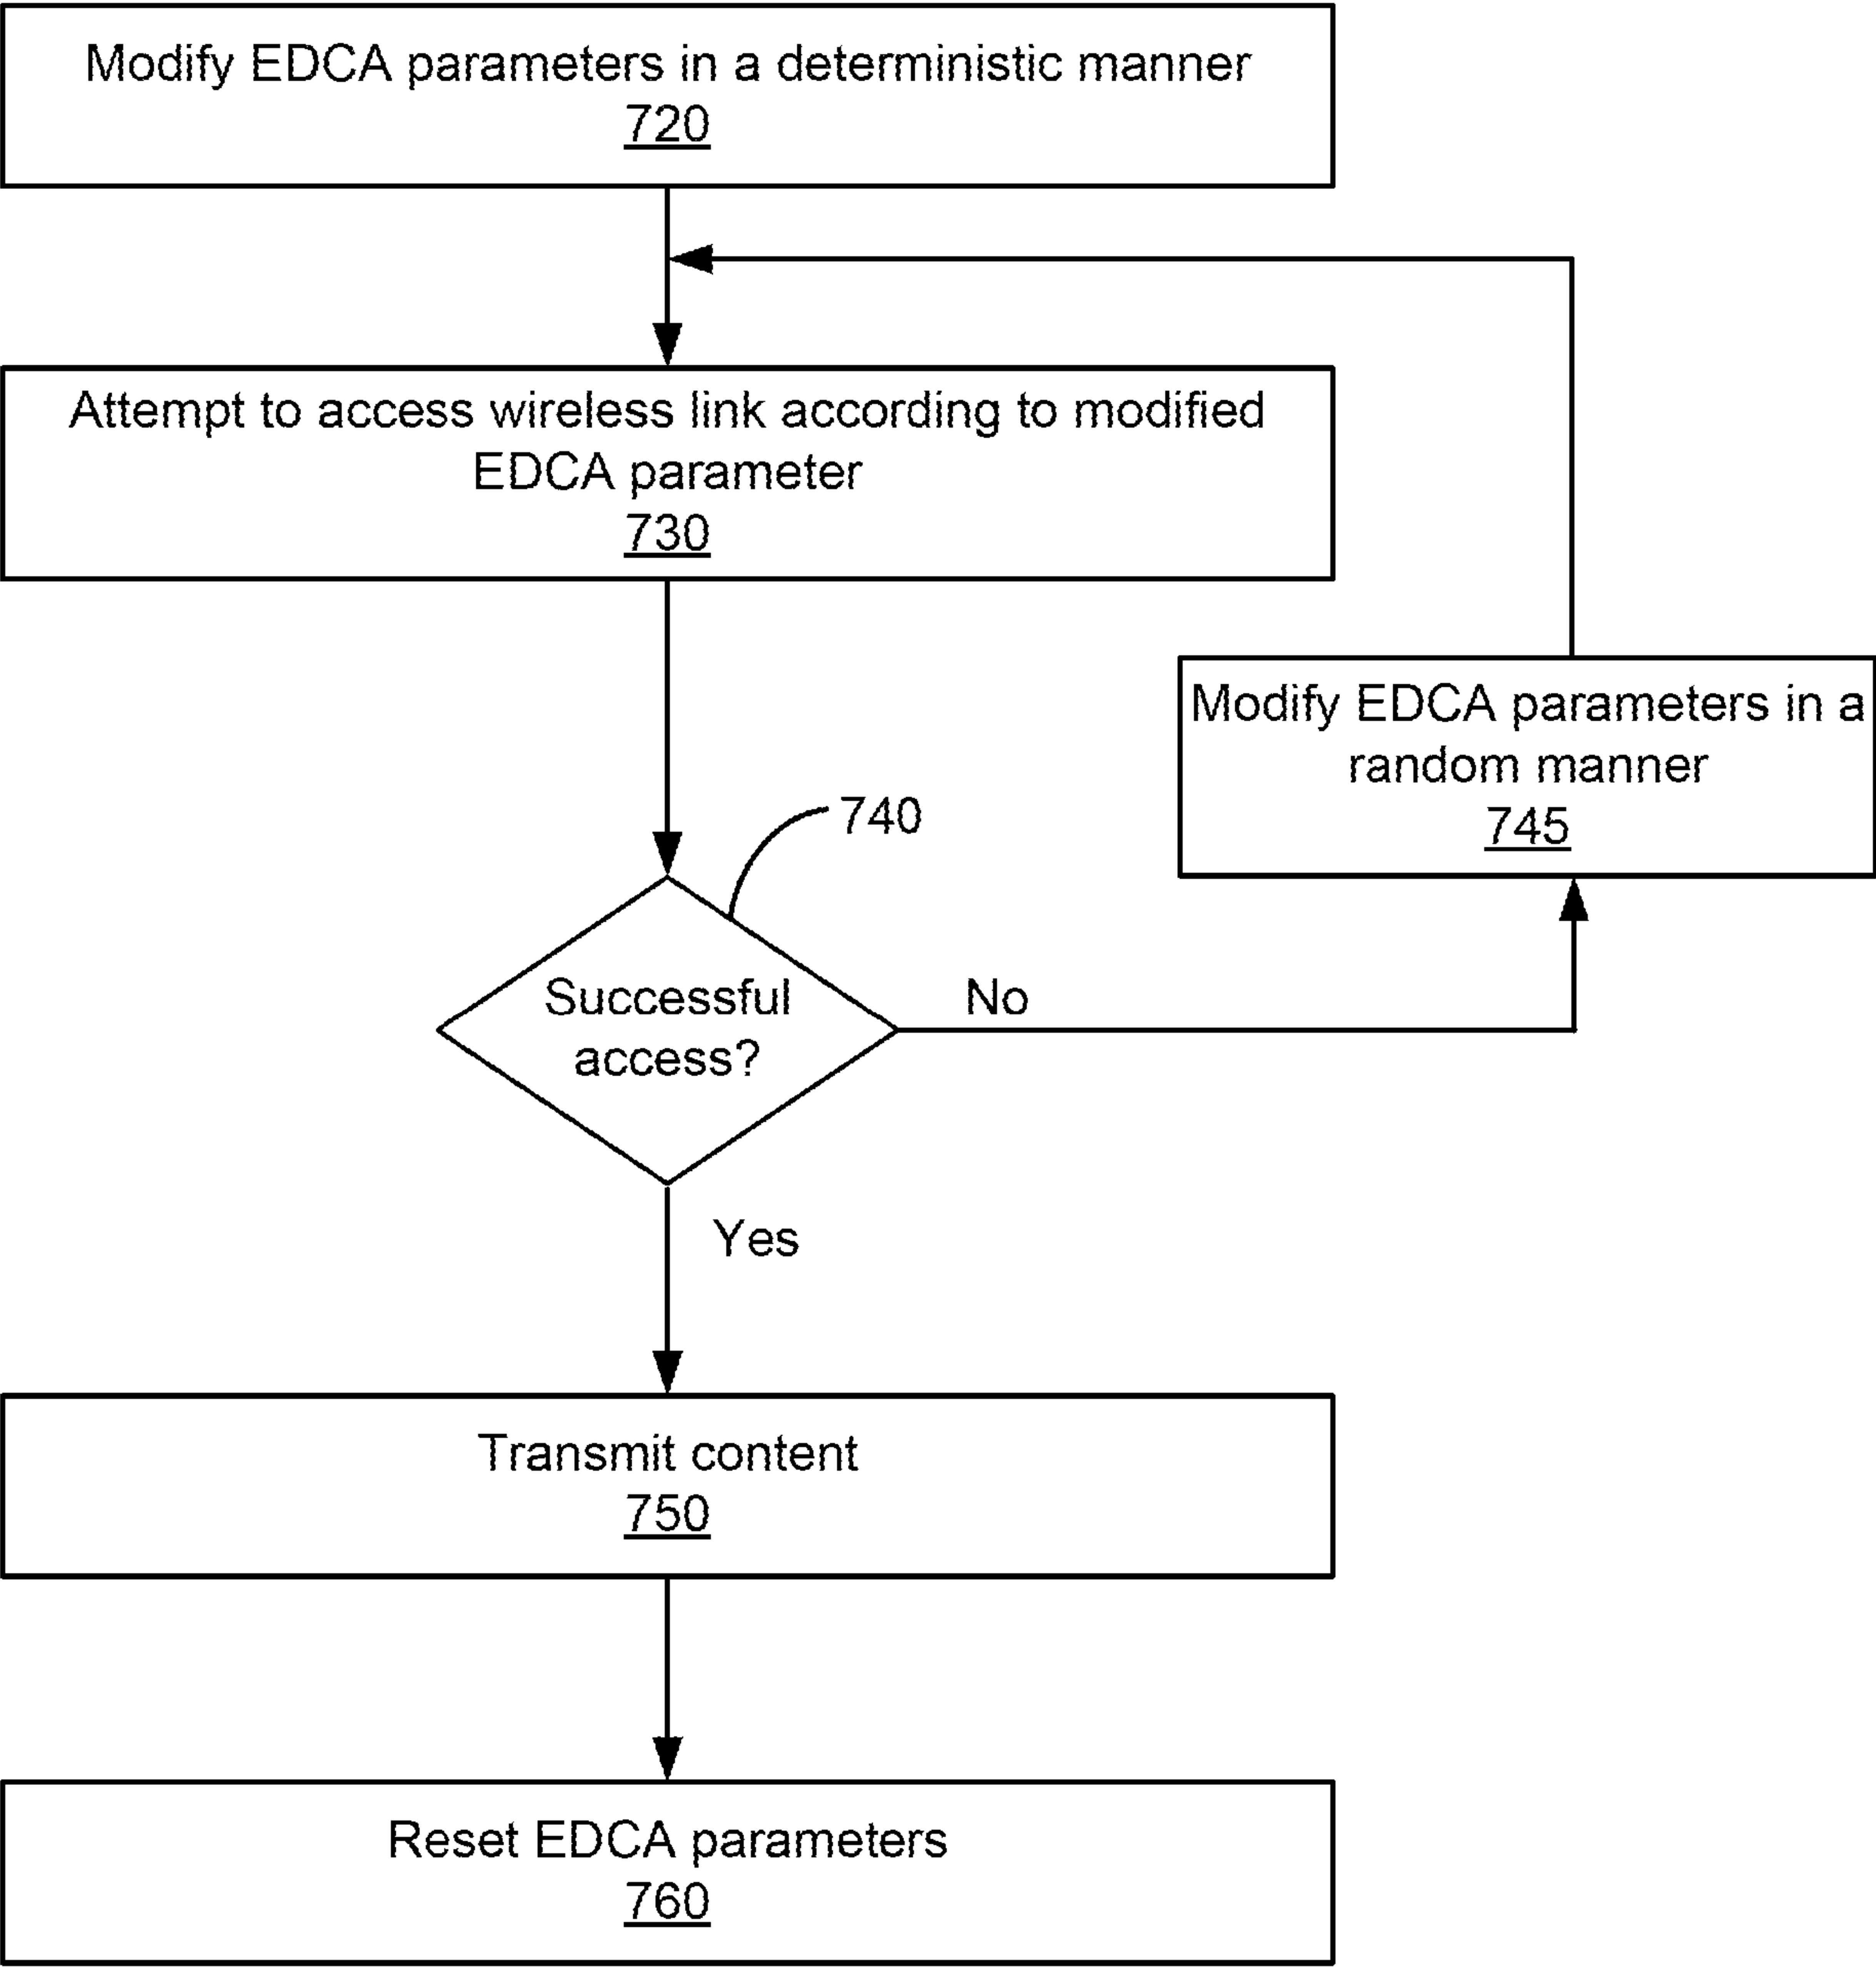 Modify EDCA parameters in a deterministic manner
720
Attempt to access wireless link according to modified
EDCA parameter
730
Modify EDCA parameters in a
random manner
745
740
Successful
access?
No
Yes
Transmit content
750
Reset EDCA parameters
760